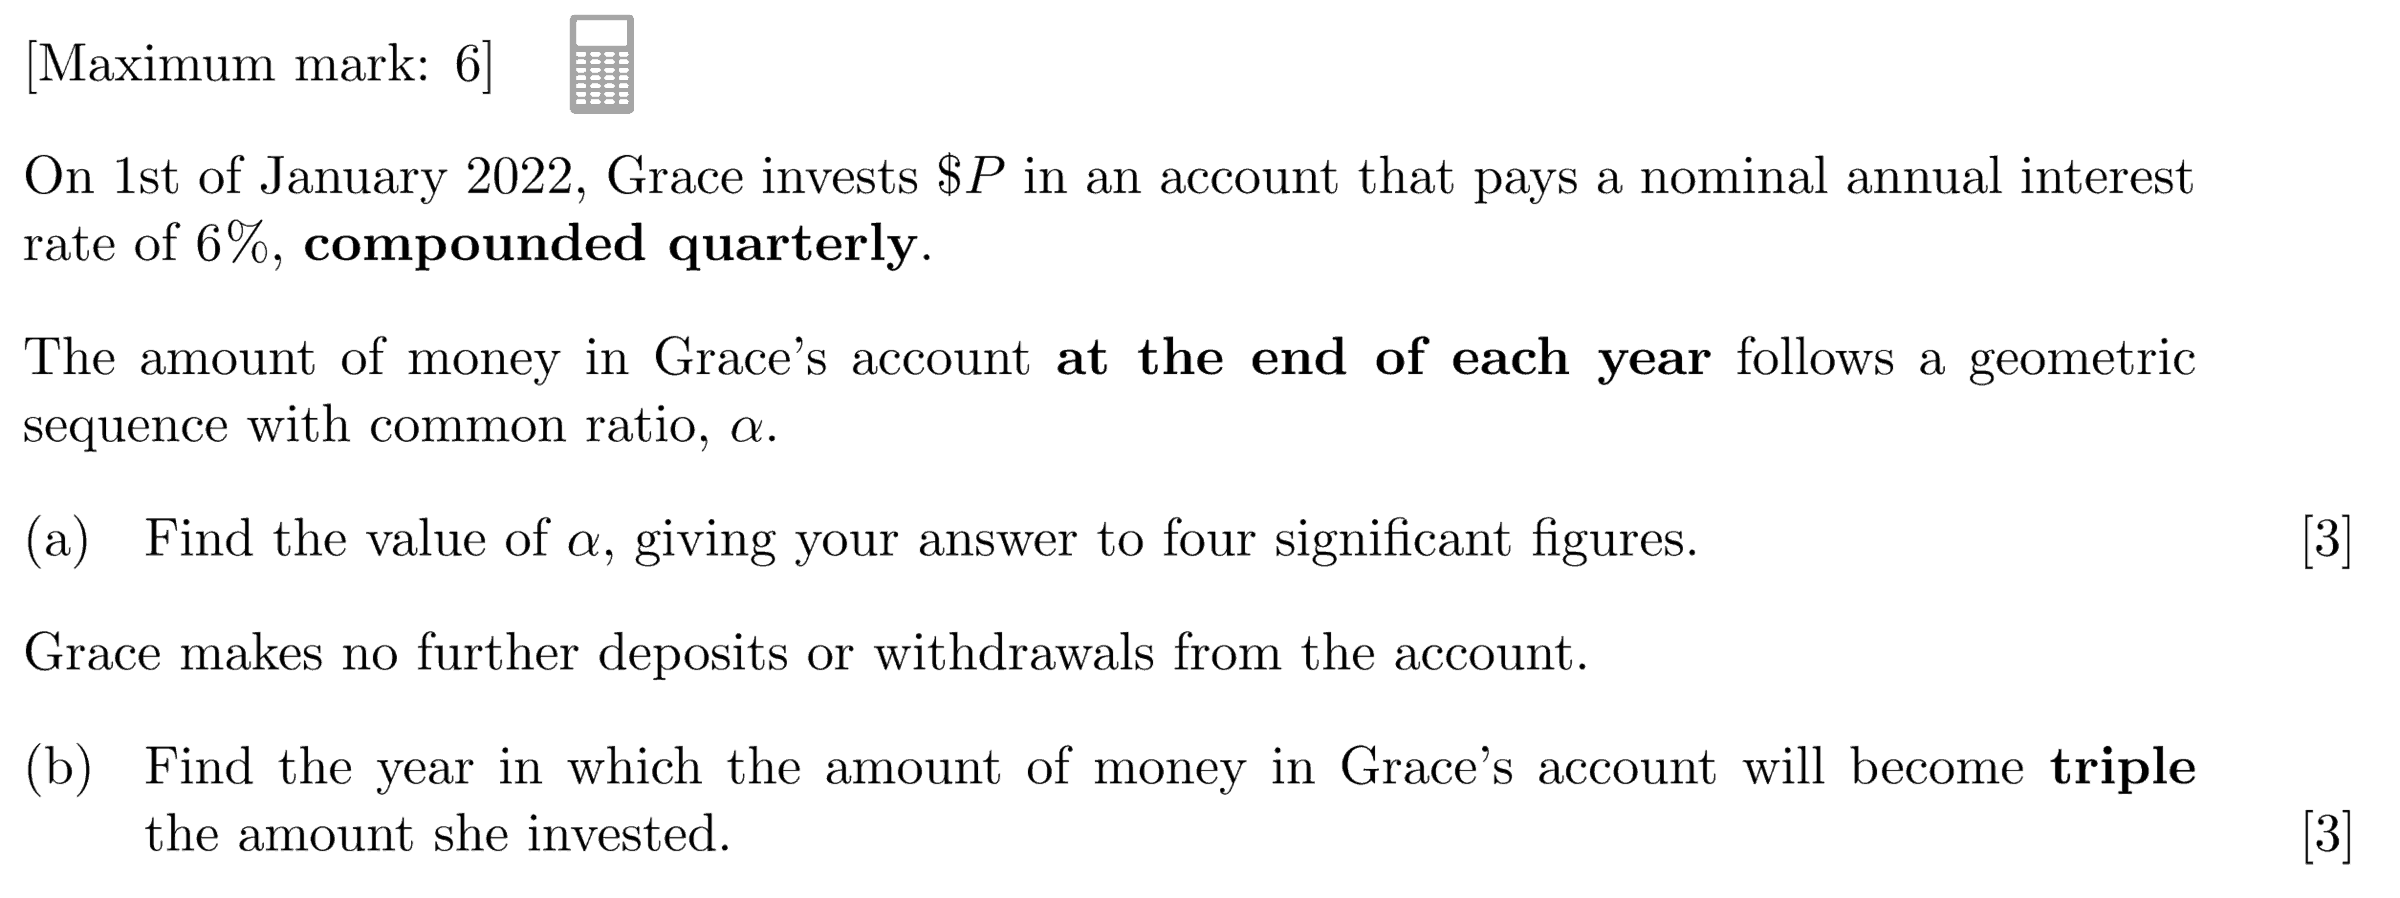 [Maximum mark: 6]
On 1st of January 2022, Grace invests $P in an account that pays a nominal annual interest
rate of 6%, compounded quarterly.
The amount of money in Grace's account at the end of each year follows a geometric
sequence with common ratio, α.
(a) Find the value of α, giving your answer to four significant figures. [3]
Grace makes no further deposits or withdrawals from the account.
(b) Find the year in which the amount of money in Grace's account will become triple
the amount she invested. [3]